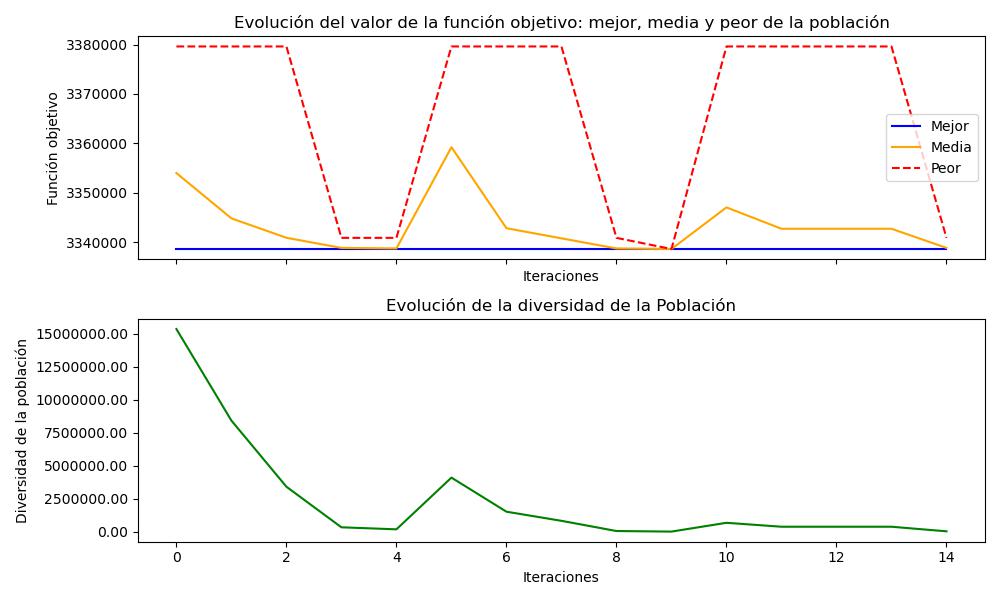 Evolución del valor de la función objetivo: mejor, media y peor de la población
3380000
3370000
3360000
3350000
3340000
Función objetivo
Mejor
Media
Peor
Iteraciones
Evolución de la diversidad de la Población
15000000.00
12500000.00
10000000.00
7500000.00
5000000.00
2500000.00
0.00
Diversidad de la población
0 2 4 6 8 10 12 14
Iteraciones